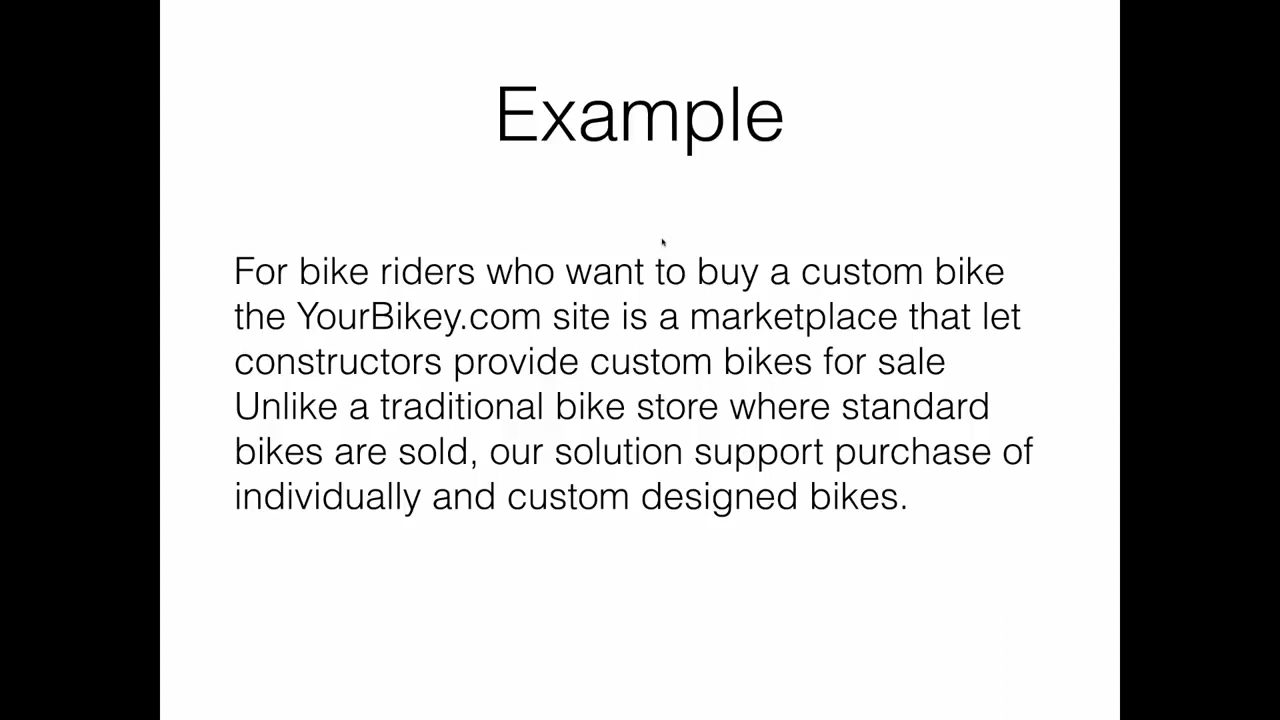 Example
For bike riders who want to buy a custom bike
the YourBikey.com site is a marketplace that let
constructors provide custom bikes for sale
Unlike a traditional bike store where standard
bikes are sold, our solution support purchase of
individually and custom designed bikes.